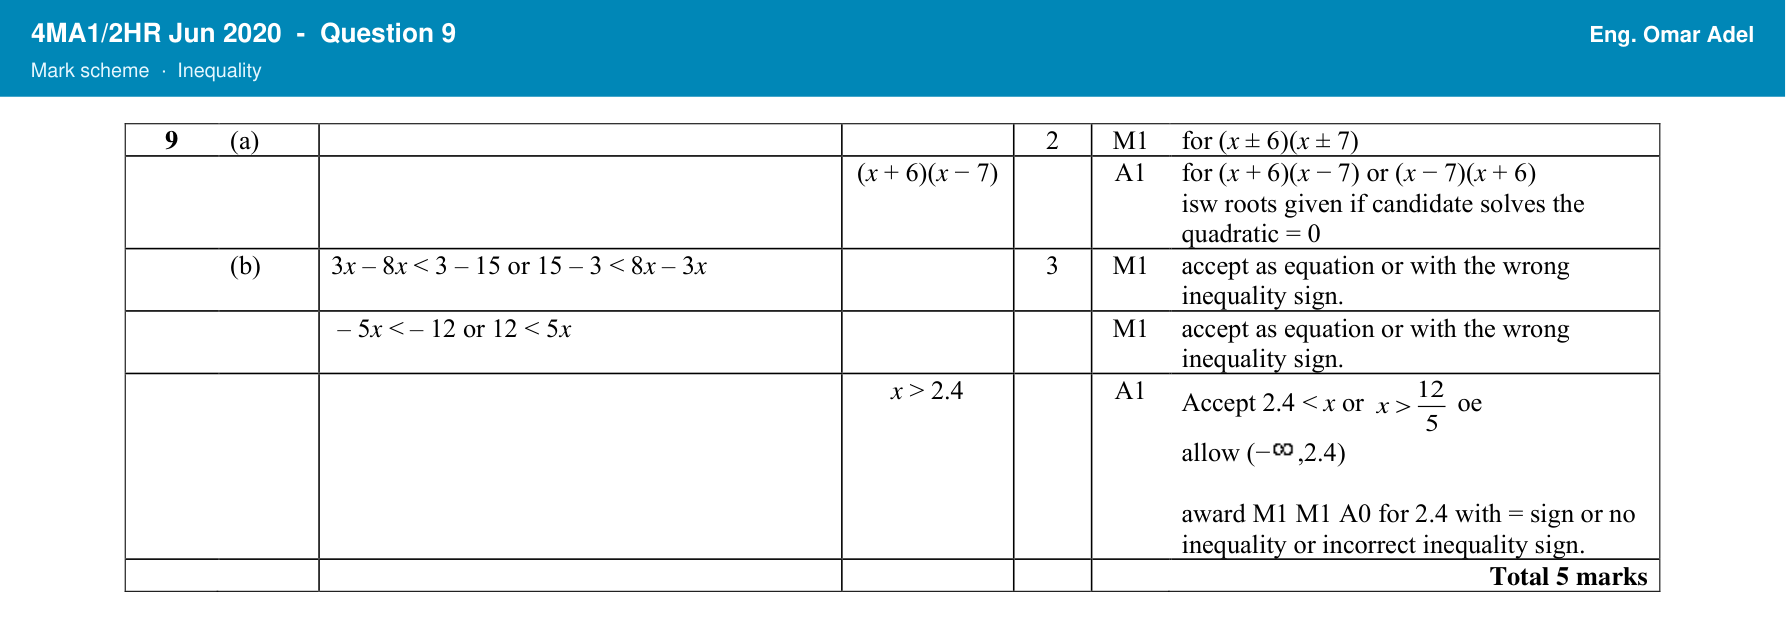 4MA1/2HR Jun 2020 - Question 9
Eng. Omar Adel
Mark scheme · Inequality
9 (a) 2 M1 for (x ± 6)(x ± 7)
(x + 6)(x − 7) A1 for (x + 6)(x − 7) or (x − 7)(x + 6)
isw roots given if candidate solves the
quadratic = 0
(b) 3x – 8x < 3 – 15 or 15 – 3 < 8x – 3x 3 M1 accept as equation or with the wrong
inequality sign.
– 5x < – 12 or 12 < 5x M1 accept as equation or with the wrong
inequality sign.
x > 2.4 A1 Accept 2.4 < x or x > 12/5 oe
allow (−∞,2.4)
award M1 M1 A0 for 2.4 with = sign or no
inequality or incorrect inequality sign.
Total 5 marks